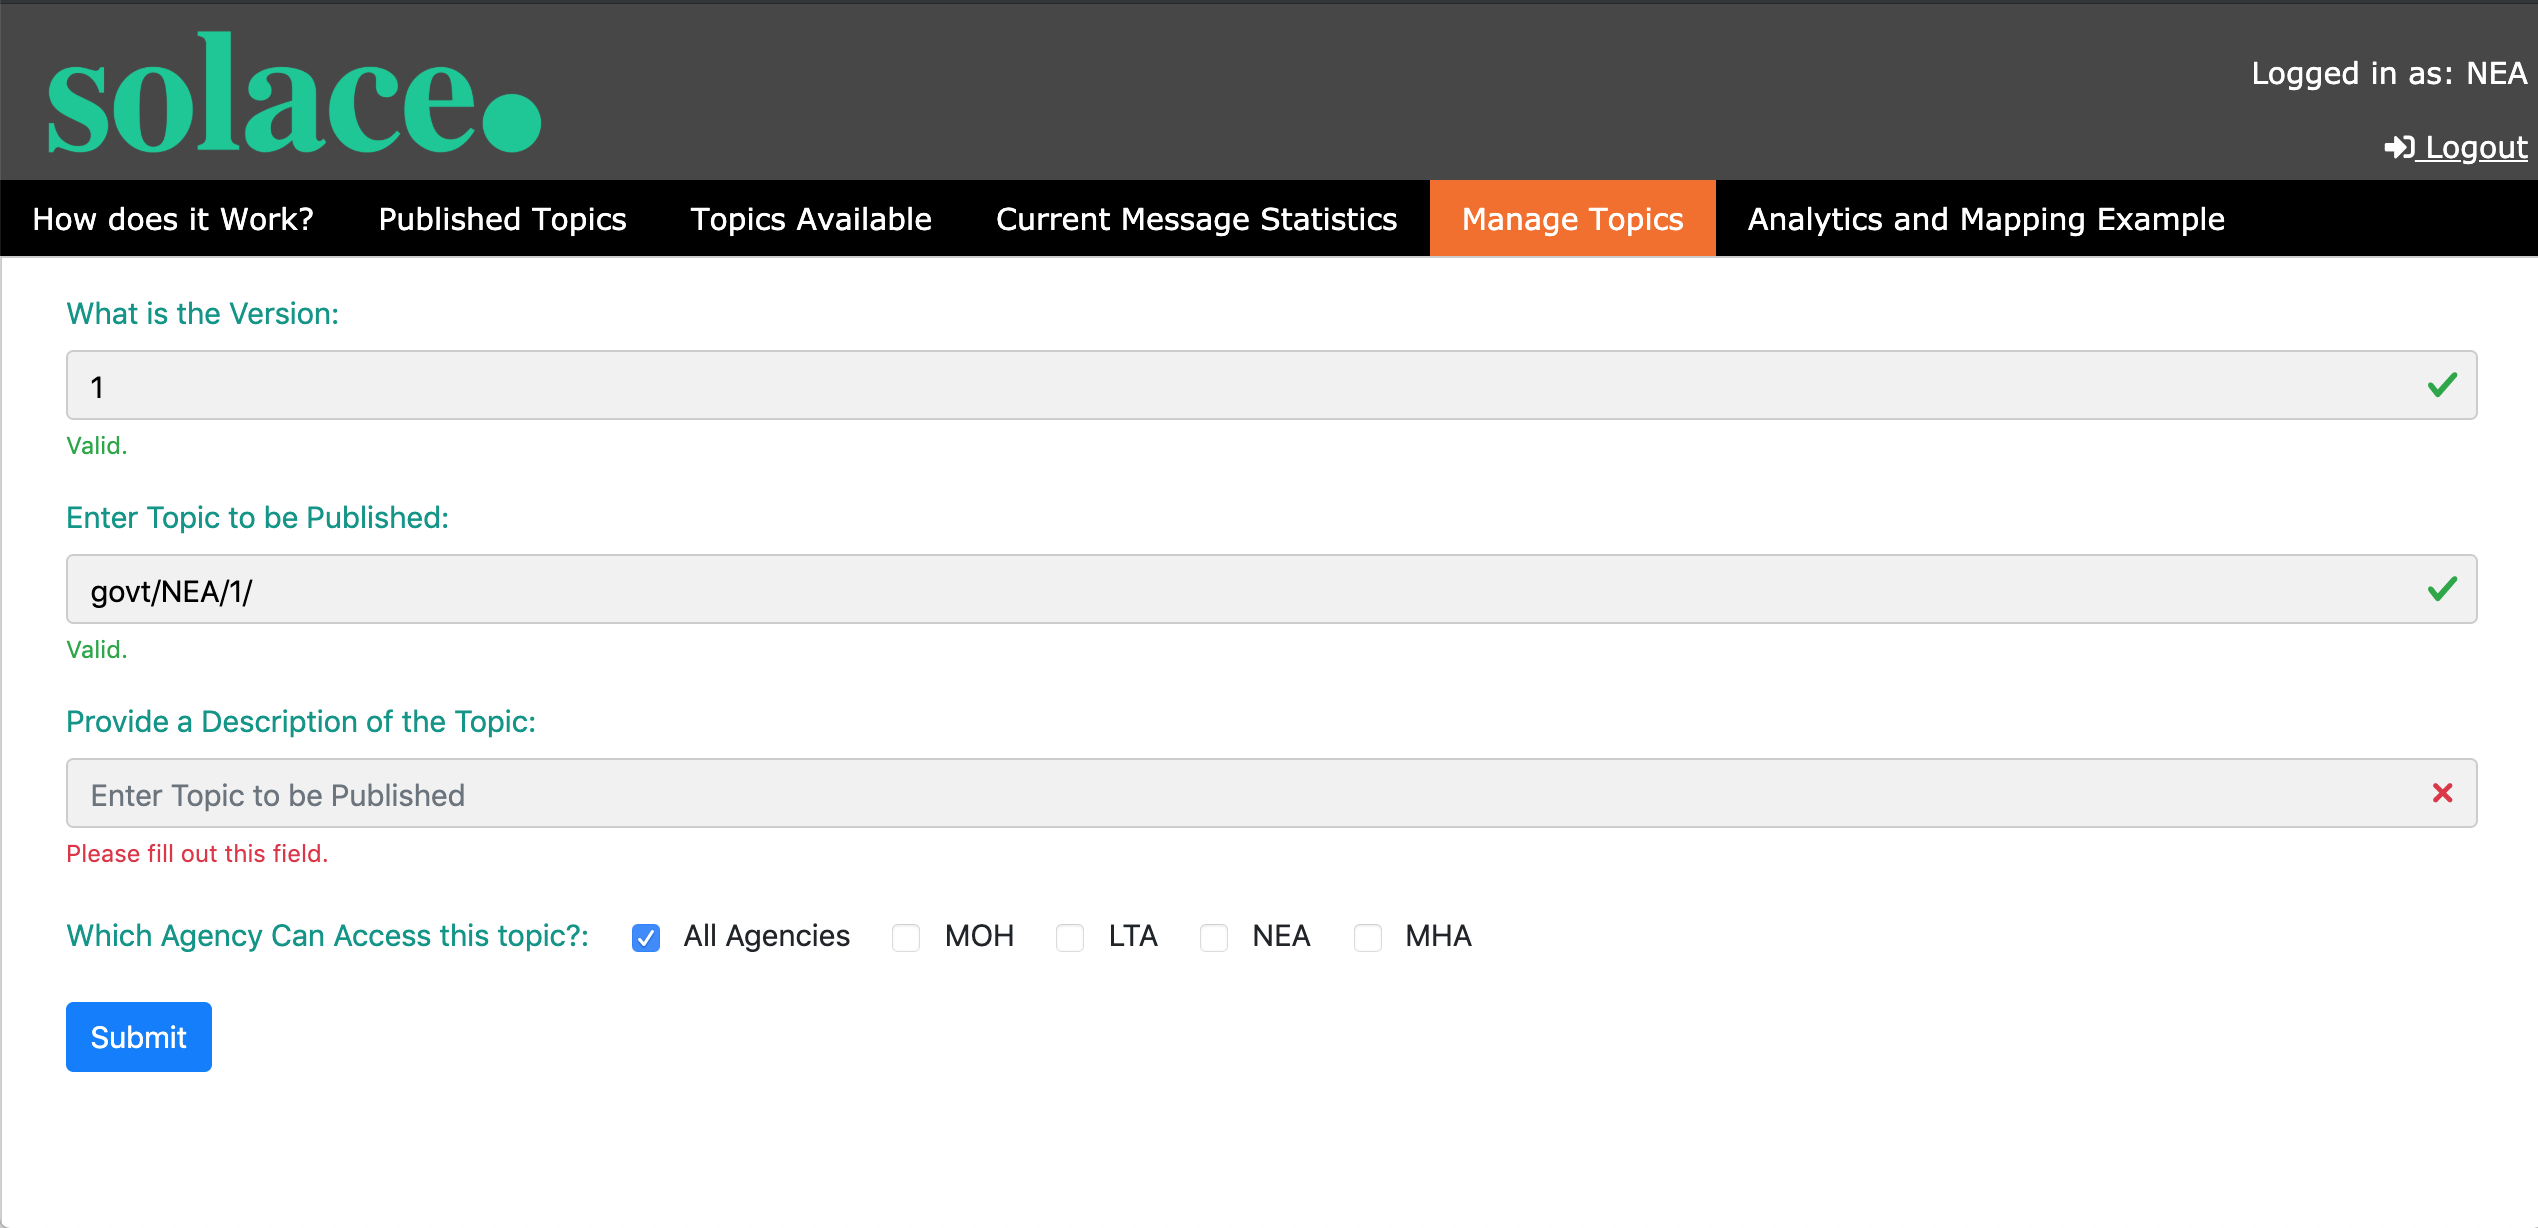 solace.
Logged in as: NEA
Logout
How does it Work? Published Topics Topics Available Current Message Statistics Manage Topics Analytics and Mapping Example
What is the Version:
1
Valid.
Enter Topic to be Published:
govt/NEA/1/
Valid.
Provide a Description of the Topic:
Enter Topic to be Published
Please fill out this field.
Which Agency Can Access this topic?: All Agencies MOH LTA NEA MHA
Submit